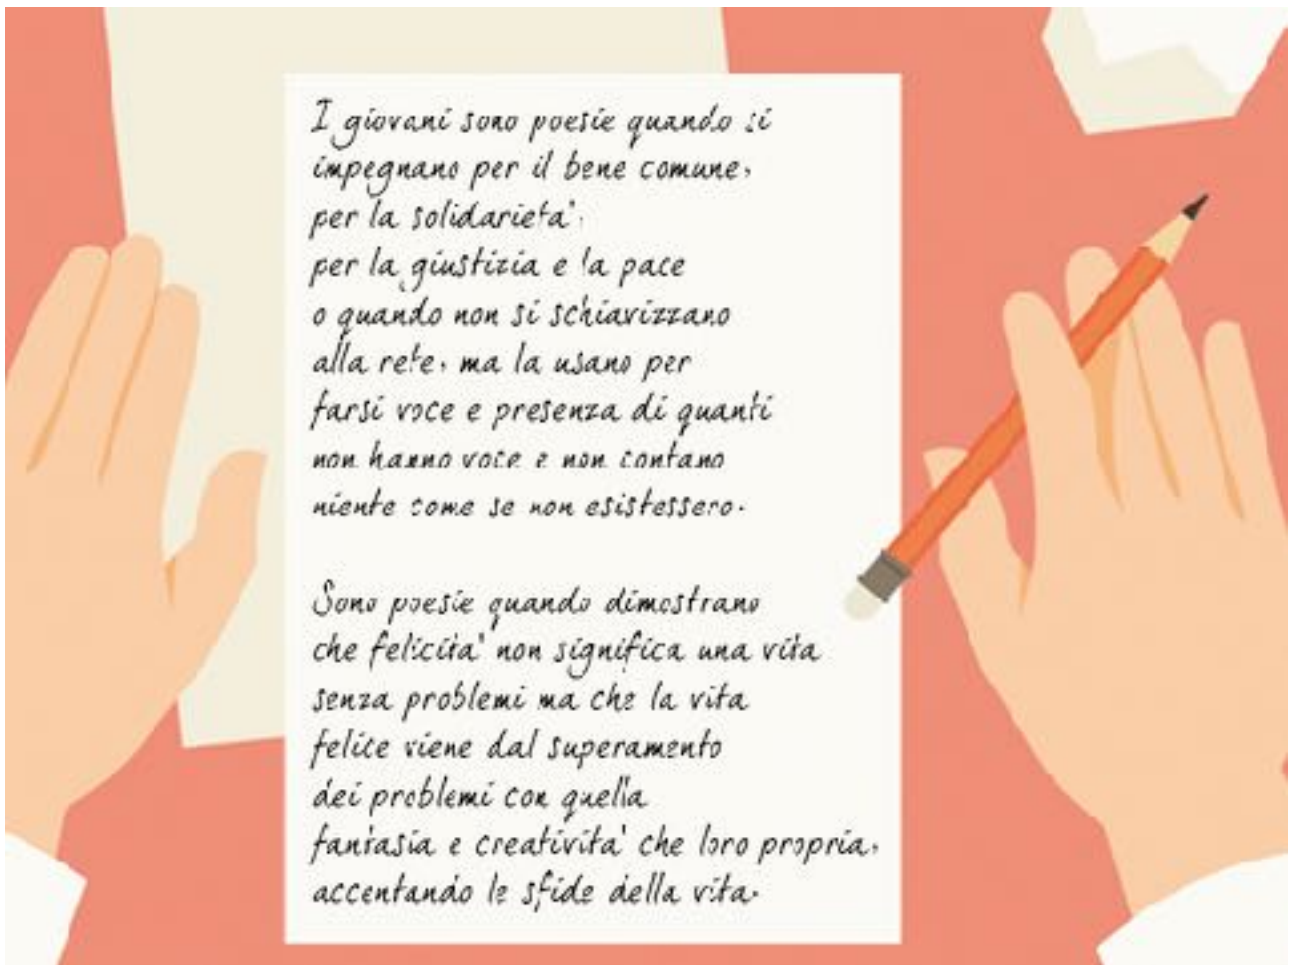 I giovani sono poesie quando si
impegnano per il bene comune,
per la solidarieta',
per la giustizia e la pace
o quando non si schiavizzano
alla rete, ma la usano per
farsi voce e presenza di quanti
non hanno voce e non contano
niente come se non esistessero.
Sono poesie quando dimostrano
che felicita' non significa una vita
senza problemi ma che la vita
felice viene dal superamento
dei problemi con quella
fantasia e creativita' che loro propria,
accentando le sfide della vita.